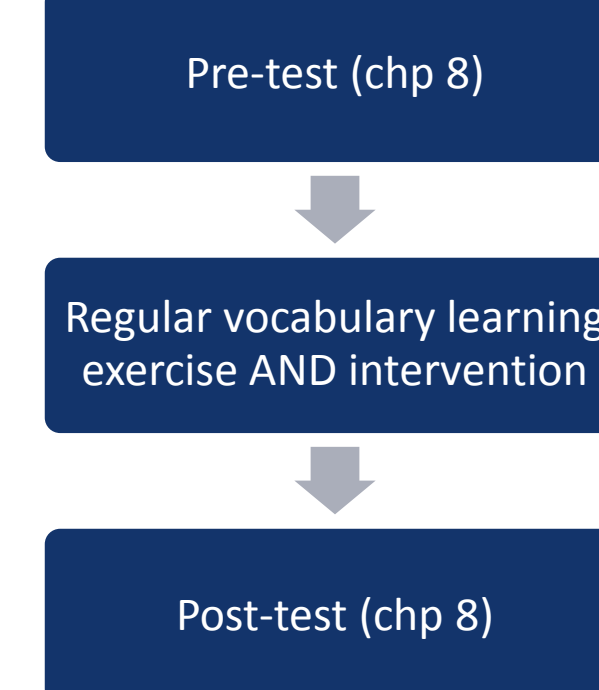 Pre-test (chp 8)
Regular vocabulary learning
exercise AND intervention
Post-test (chp 8)